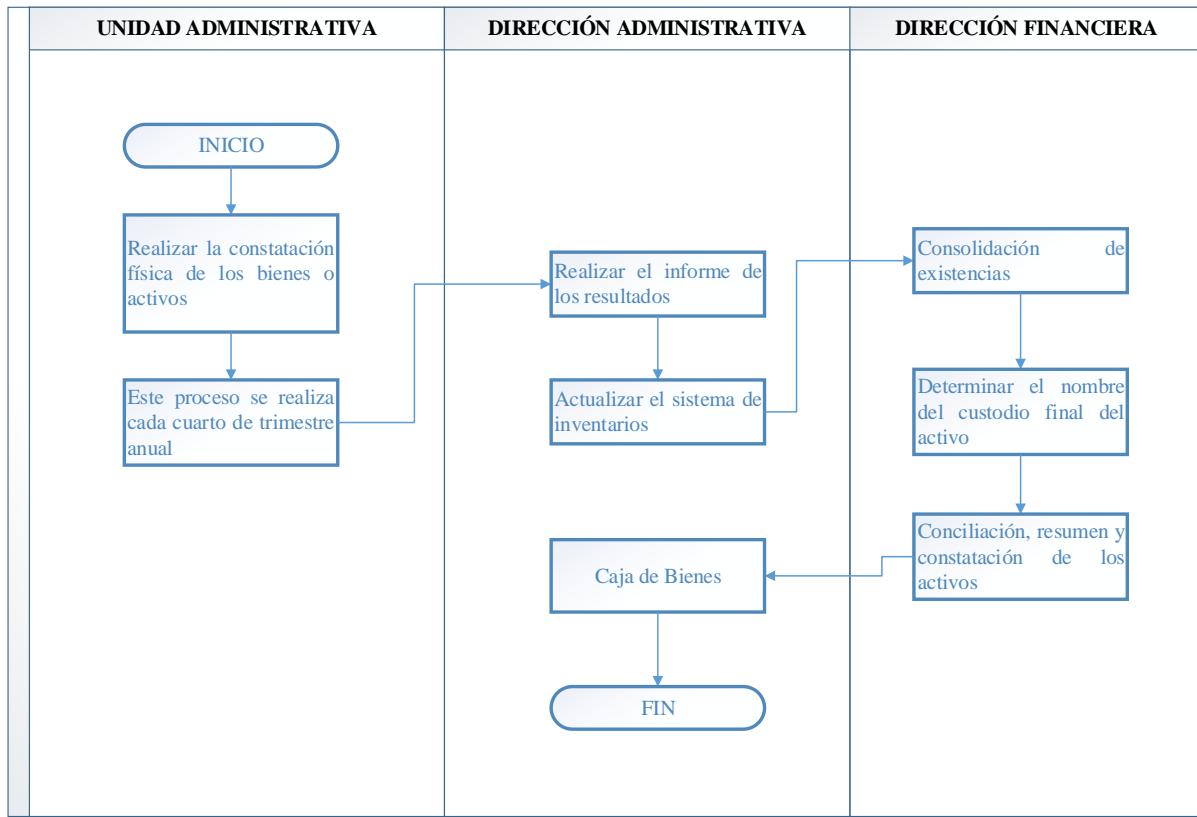 UNIDAD ADMINISTRATIVA
DIRECCIÓN ADMINISTRATIVA
DIRECCIÓN FINANCIERA
INICIO
Realizar la constatación
física de los bienes o
activos
Este proceso se realiza
cada cuarto de trimestre
anual
Realizar el informe de
los resultados
Actualizar el sistema de
inventarios
Consolidación de
existencias
Determinar el nombre
del custodio final del
activo
Conciliación, resumen y
constatación de los
activos
Caja de Bienes
FIN